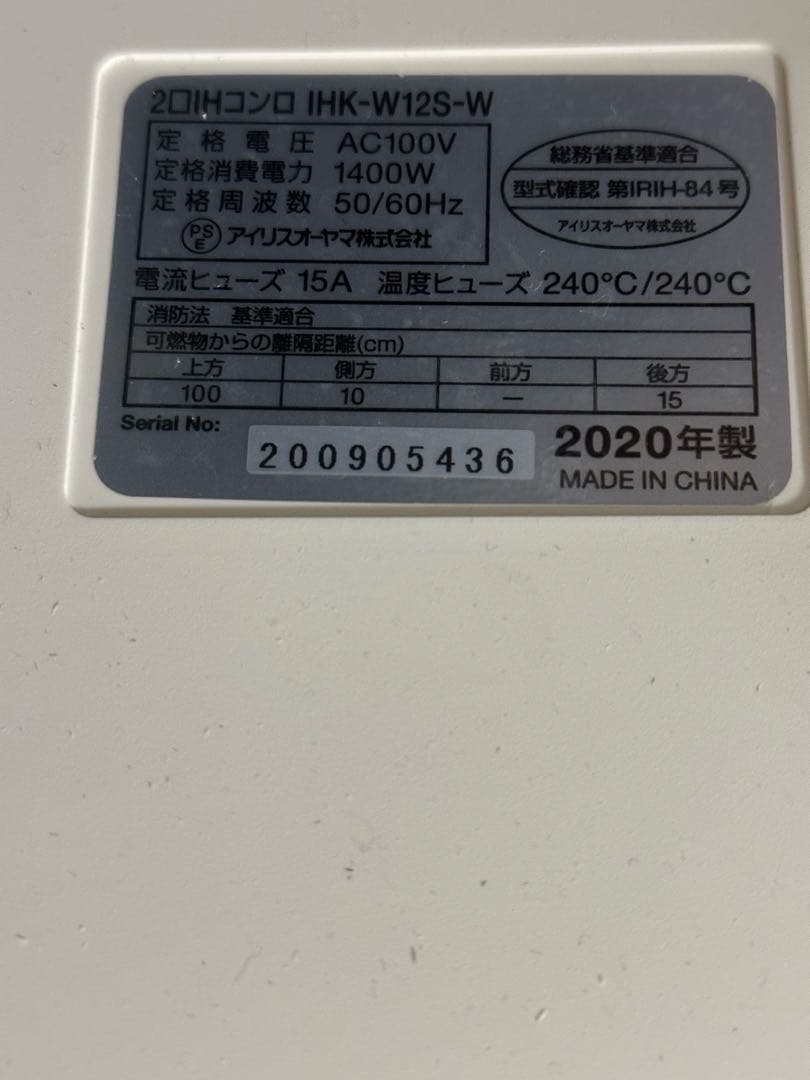 2口IHコンロ IHK-W12S-W
定格電圧 AC100V
定格消費電力 1400W
定格周波数 50/60Hz
PSE アイリスオーヤマ株式会社
総務省基準適合
型式確認 第IRIH-84号
アイリスオーヤマ株式会社
電流ヒューズ 15A 温度ヒューズ 240°C/240°C
消防法 基準適合
可燃物からの離隔距離(cm)
上方 側方 前方 後方
100 10 — 15
Serial No: 200905436
2020年製
MADE IN CHINA